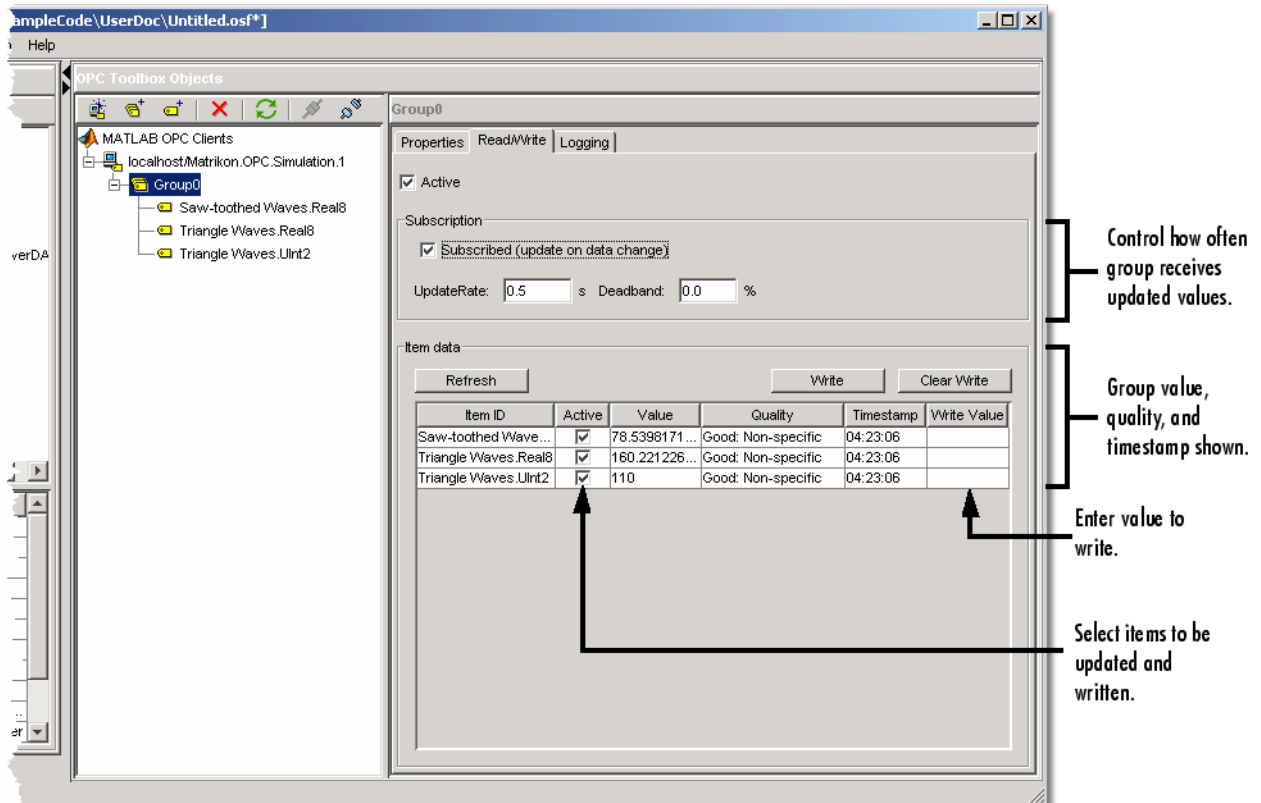 ampleCode\UserDoc\Untitled.osf*]
Help
OPC Toolbox Objects
MATLAB OPC Clients
localhost/Matrikon.OPC.Simulation.1
Group0
Saw-toothed Waves.Real8
Triangle Waves.Real8
Triangle Waves.UInt2
verDA
er
Group0
Properties Read/Write Logging
Active
Subscription
Subscribed (update on data change)
UpdateRate: 0.5 s Deadband: 0.0 %
Item data
Refresh Write Clear Write
Item ID Active Value Quality Timestamp Write Value
Saw-toothed Wave... 78.5398171... Good: Non-specific 04:23:06
Triangle Waves.Real8 160.221226... Good: Non-specific 04:23:06
Triangle Waves.UInt2 110 Good: Non-specific 04:23:06
Control how often
group receives
updated values.
Group value,
quality, and
timestamp shown.
Enter value to
write.
Select items to be
updated and
written.